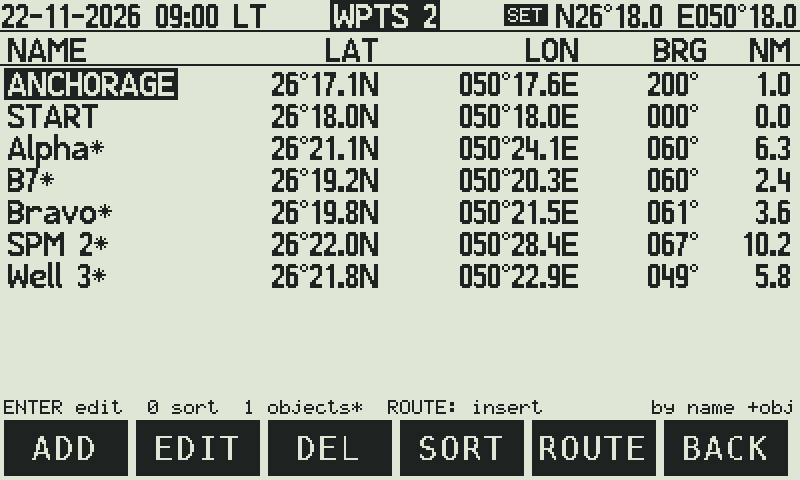 22-11-2026 09:00 LT WPTS 2 SET N26°18.0 E050°18.0
NAME LAT LON BRG NM
ANCHORAGE 26°17.1N 050°17.6E 200° 1.0
START 26°18.0N 050°18.0E 000° 0.0
Alpha* 26°21.1N 050°24.1E 060° 6.3
B7* 26°19.2N 050°20.3E 060° 2.4
Bravo* 26°19.8N 050°21.5E 061° 3.6
SPM 2* 26°22.0N 050°28.4E 067° 10.2
Well 3* 26°21.8N 050°22.9E 049° 5.8
ENTER edit 0 sort 1 objects* ROUTE: insert by name +obj
ADD EDIT DEL SORT ROUTE BACK